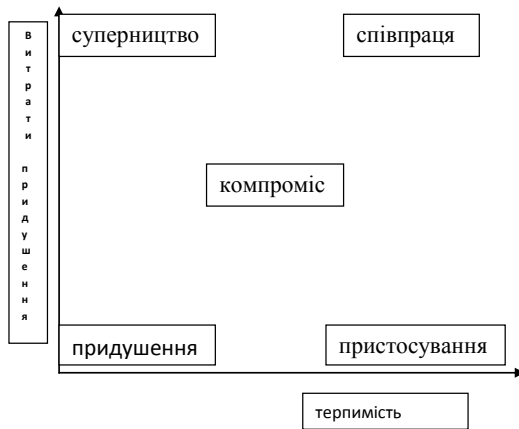 суперництво
співпраця
Витрати придушення
компроміс
придушення
пристосування
терпимість